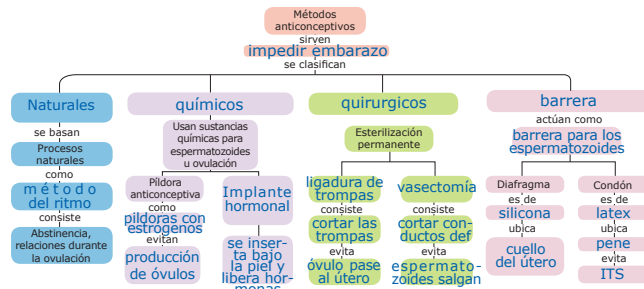 Métodos
anticonceptivos
sirven
impedir embarazo
se clasifican
Naturales
se basan
Procesos
naturales
como
método
del ritmo
consiste
Abstinencia,
relaciones durante
la ovulación
químicos
Usan sustancias
químicas para
espermatozoides
u ovulación
Píldora
anticonceptiva
como
pildoras con
estrógenos
evitan
producción
de óvulos
Implante
hormonal
se inser-
ta bajo
la piel y
libera hor-
monas
quirurgicos
Esterilización
permanente
ligadura de
trompas
consiste
cortar las
trompas
evita
óvulo pase
al útero
vasectomía
consiste
cortar con-
ductos def
evita
espermato-
zoides salgan
barrera
actúan como
barrera para los
espermatozoides
Diafragma
es de
silicona
ubica
cuello
del útero
Condón
es de
latex
ubica
pene
evita
ITS